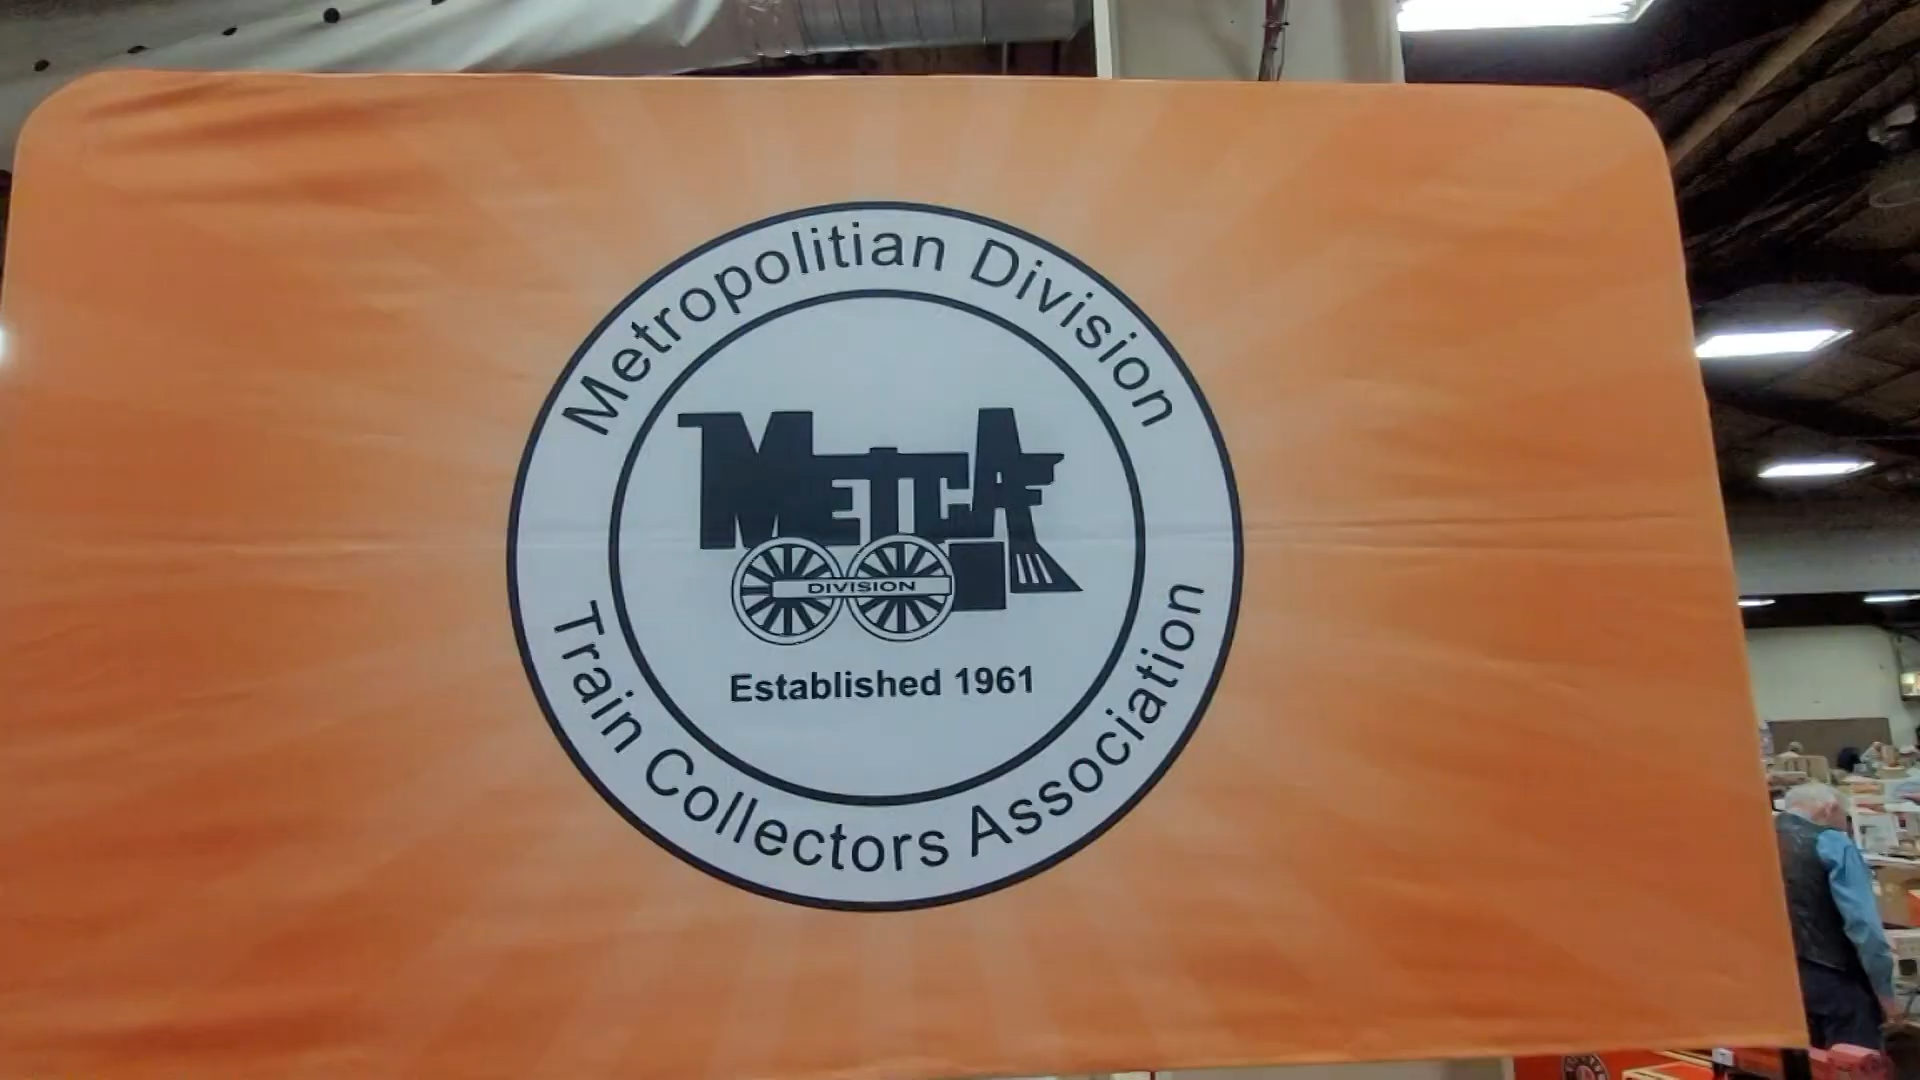 Metropolitian Division
METCA
DIVISION
Established 1961
Train Collectors Association